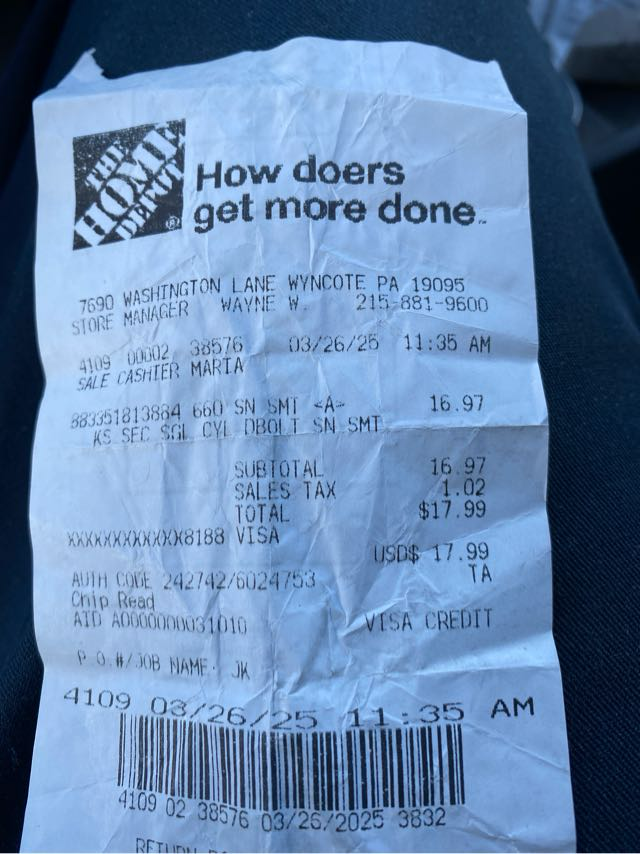 THE
HOME
DEPOT
®
How doers
get more done™
7690 WASHINGTON LANE WYNCOTE PA 19095
STORE MANAGER WAYNE W. 215-881-9600
4109 00002 38576 03/26/25 11:35 AM
SALE CASHIER MARTA
883351813884 660 SN SMT <A> 16.97
KS SEC SGL CYL DBOLT SN SMT
SUBTOTAL 16.97
SALES TAX 1.02
TOTAL $17.99
XXXXXXXXXXXX8188 VISA
USD$ 17.99
AUTH CODE 242742/6024753 TA
Chip Read
AID A0000000031010 VISA CREDIT
P.O.#/JOB NAME: JK
4109 03/26/25 11:35 AM
4109 02 38576 03/26/2025 3832